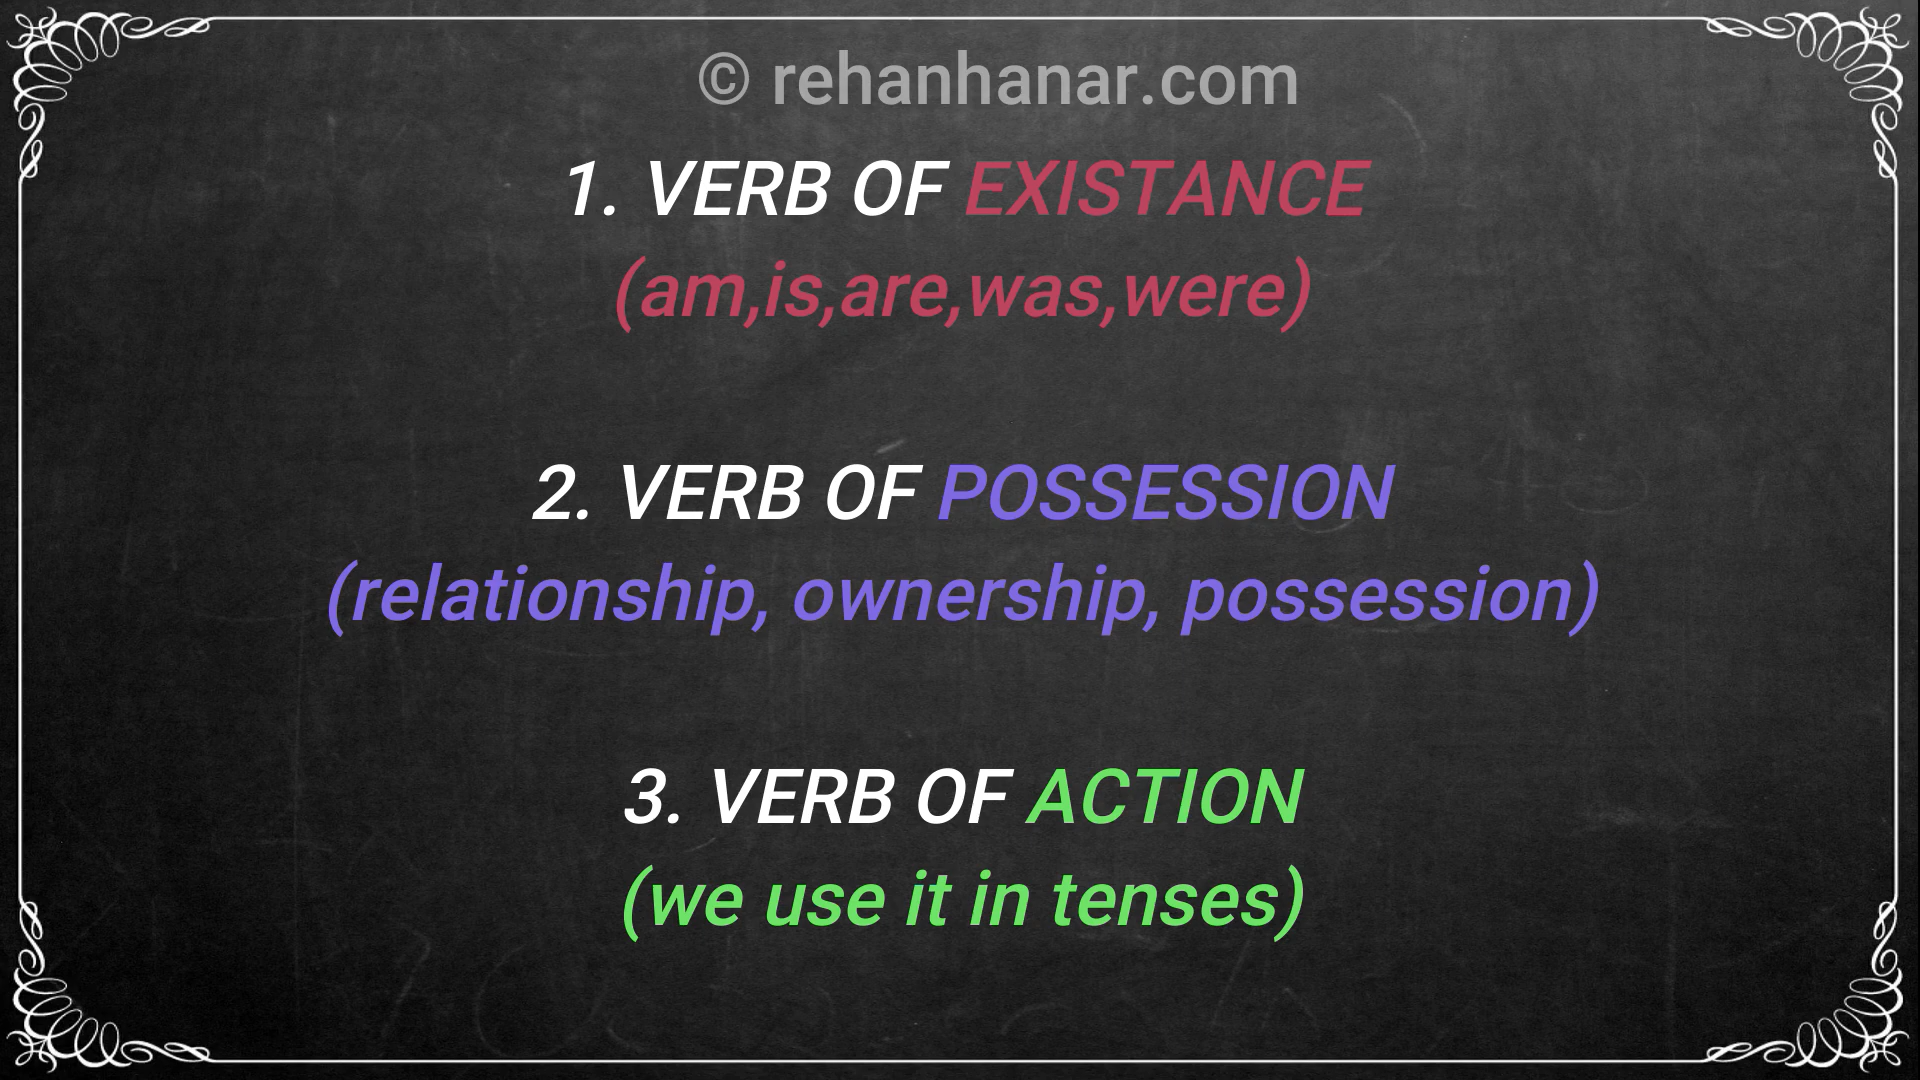 © rehanhanar.com
1. VERB OF EXISTANCE
(am,is,are,was,were)
2. VERB OF POSSESSION
(relationship, ownership, possession)
3. VERB OF ACTION
(we use it in tenses)